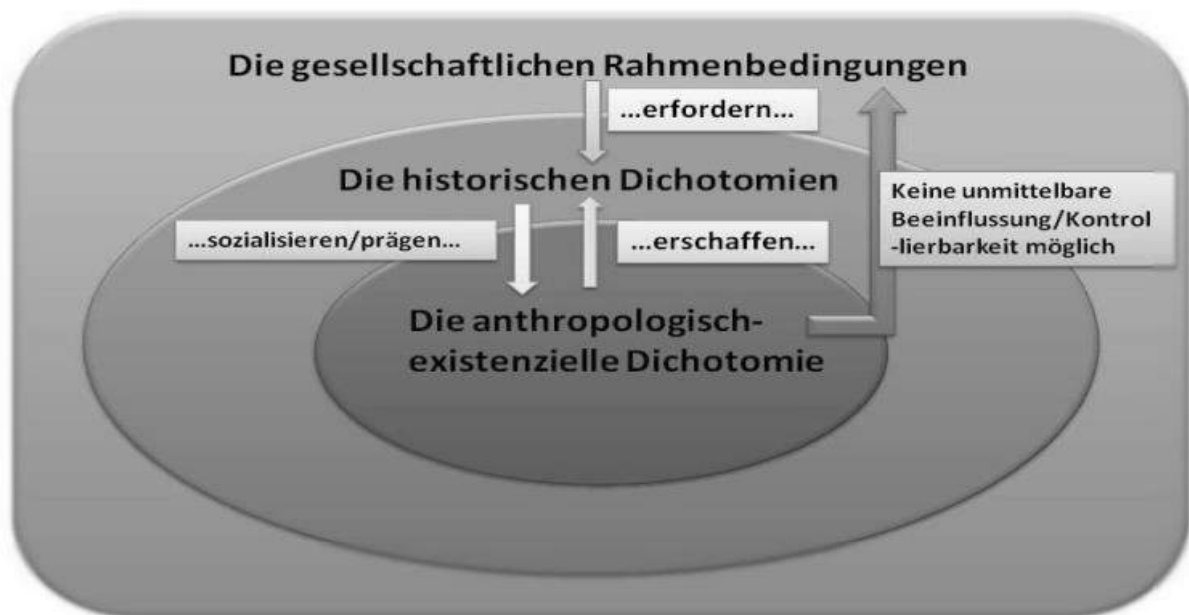 Die gesellschaftlichen Rahmenbedingungen
...erfordern...
Die historischen Dichotomien
Keine unmittelbare
Beeinflussung/Kontrol
-lierbarkeit möglich
...sozialisieren/prägen...
...erschaffen...
Die anthropologisch-
existenzielle Dichotomie